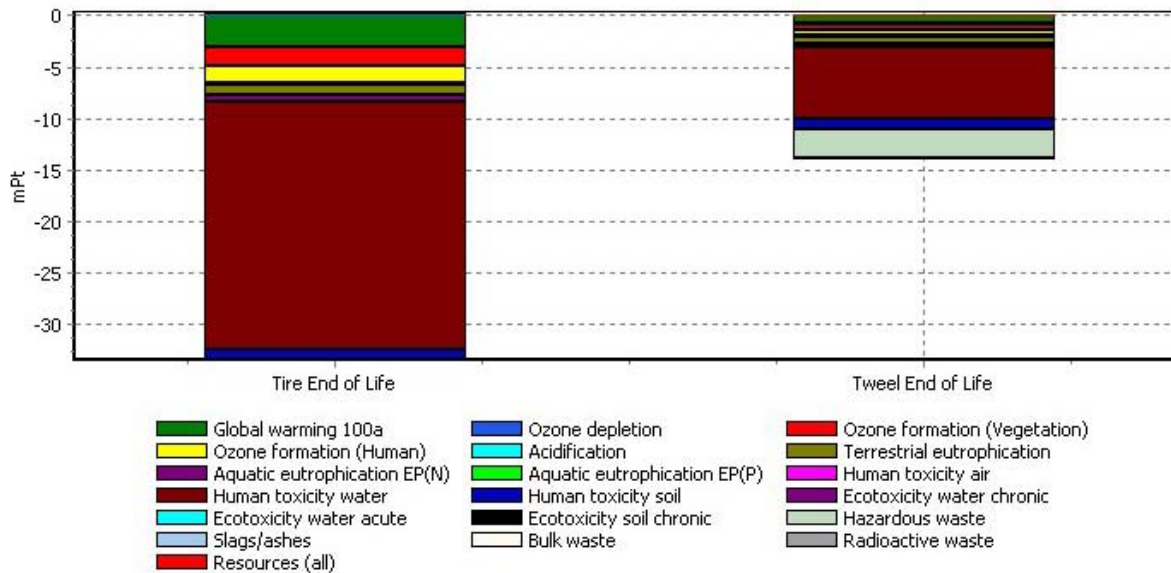 0
-5
-10
mPt
-15
-20
-25
-30
Tire End of Life Tweel End of Life
Global warming 100a Ozone depletion Ozone formation (Vegetation)
Ozone formation (Human) Acidification Terrestrial eutrophication
Aquatic eutrophication EP(N) Aquatic eutrophication EP(P) Human toxicity air
Human toxicity water Human toxicity soil Ecotoxicity water chronic
Ecotoxicity water acute Ecotoxicity soil chronic Hazardous waste
Slags/ashes Bulk waste Radioactive waste
Resources (all)